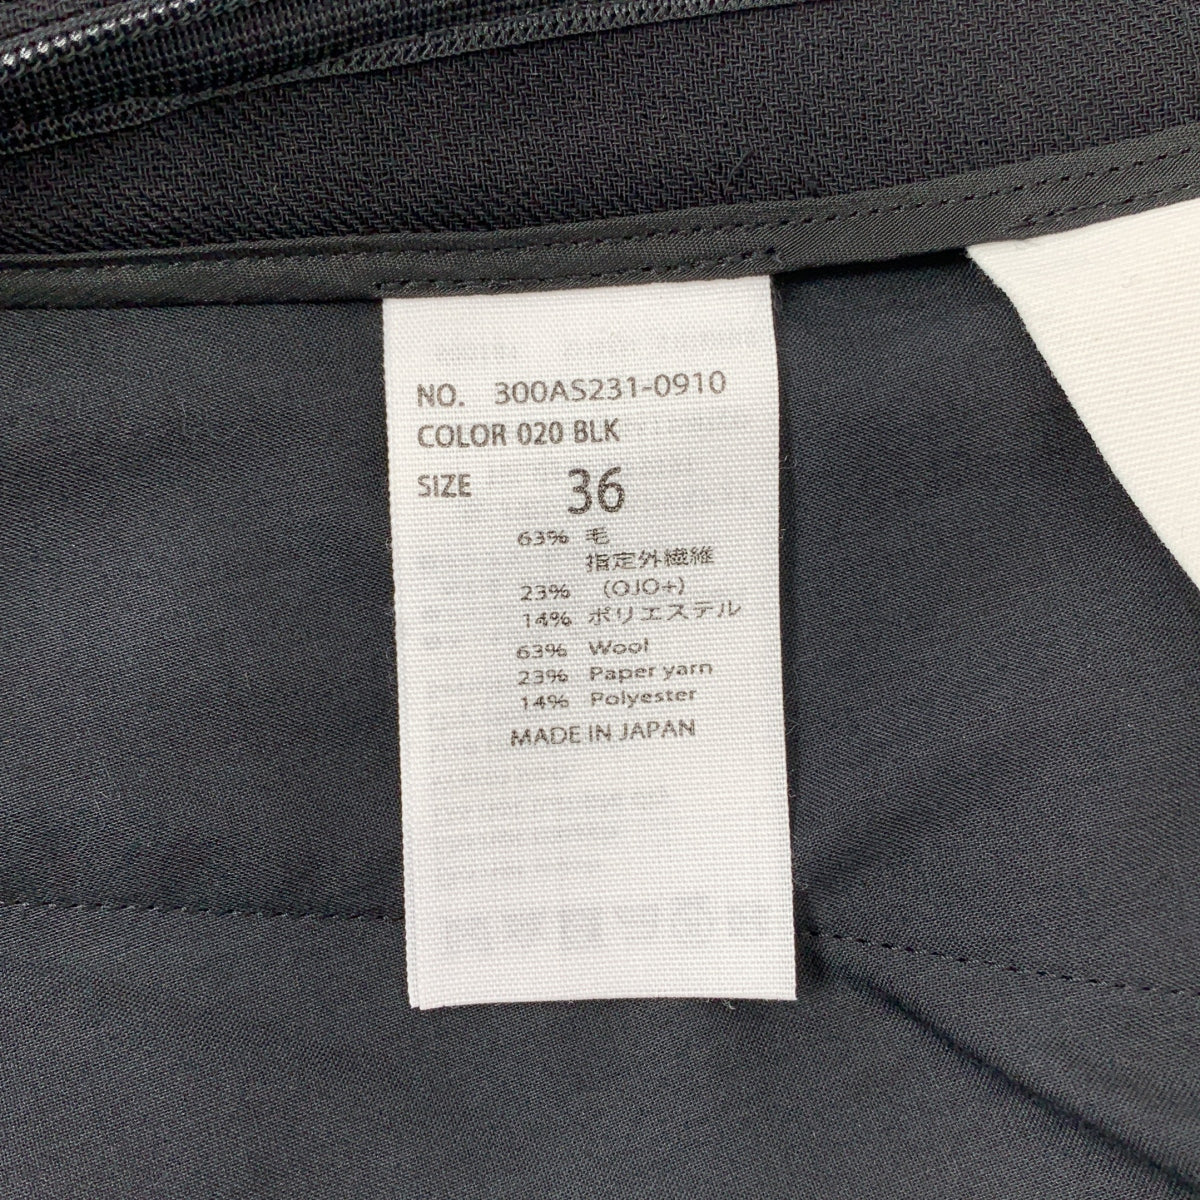 NO. 300AS231-0910
COLOR 020 BLK
SIZE 36
63% 毛
指定外繊維
23% (OJO+)
14% ポリエステル
63% Wool
23% Paper yarn
14% Polyester
MADE IN JAPAN